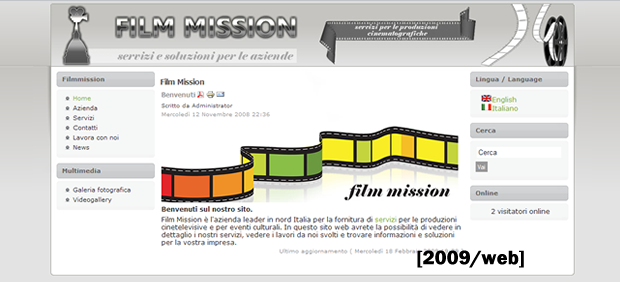 FILM MISSION
servizi e soluzioni per le aziende
servizi per le produzioni
cinematografiche
Filmmission
Home
Azienda
Servizi
Contatti
Lavora con noi
News
Multimedia
Galeria fotografica
Videogallery
Film Mission
Benvenuti
Scritto da Administrator
Mercoledì 12 Novembre 2008 22:36
film mission
Benvenuti sul nostro sito.
Film Mission è l'azienda leader in nord Italia per la fornitura di servizi per le produzioni
cinetelevisive e per eventi culturali. In questo sito web avrete la possibilità di vedere in
dettaglio i nostri servizi, vedere i lavori da noi svolti e trovare informazioni e soluzioni
per la vostra impresa.
Ultimo aggiornamento ( Mercoledì 18 Febbra
[2009/web]
Lingua / Language
English
Italiano
Cerca
Cerca
Vai
Online
2 visitatori online